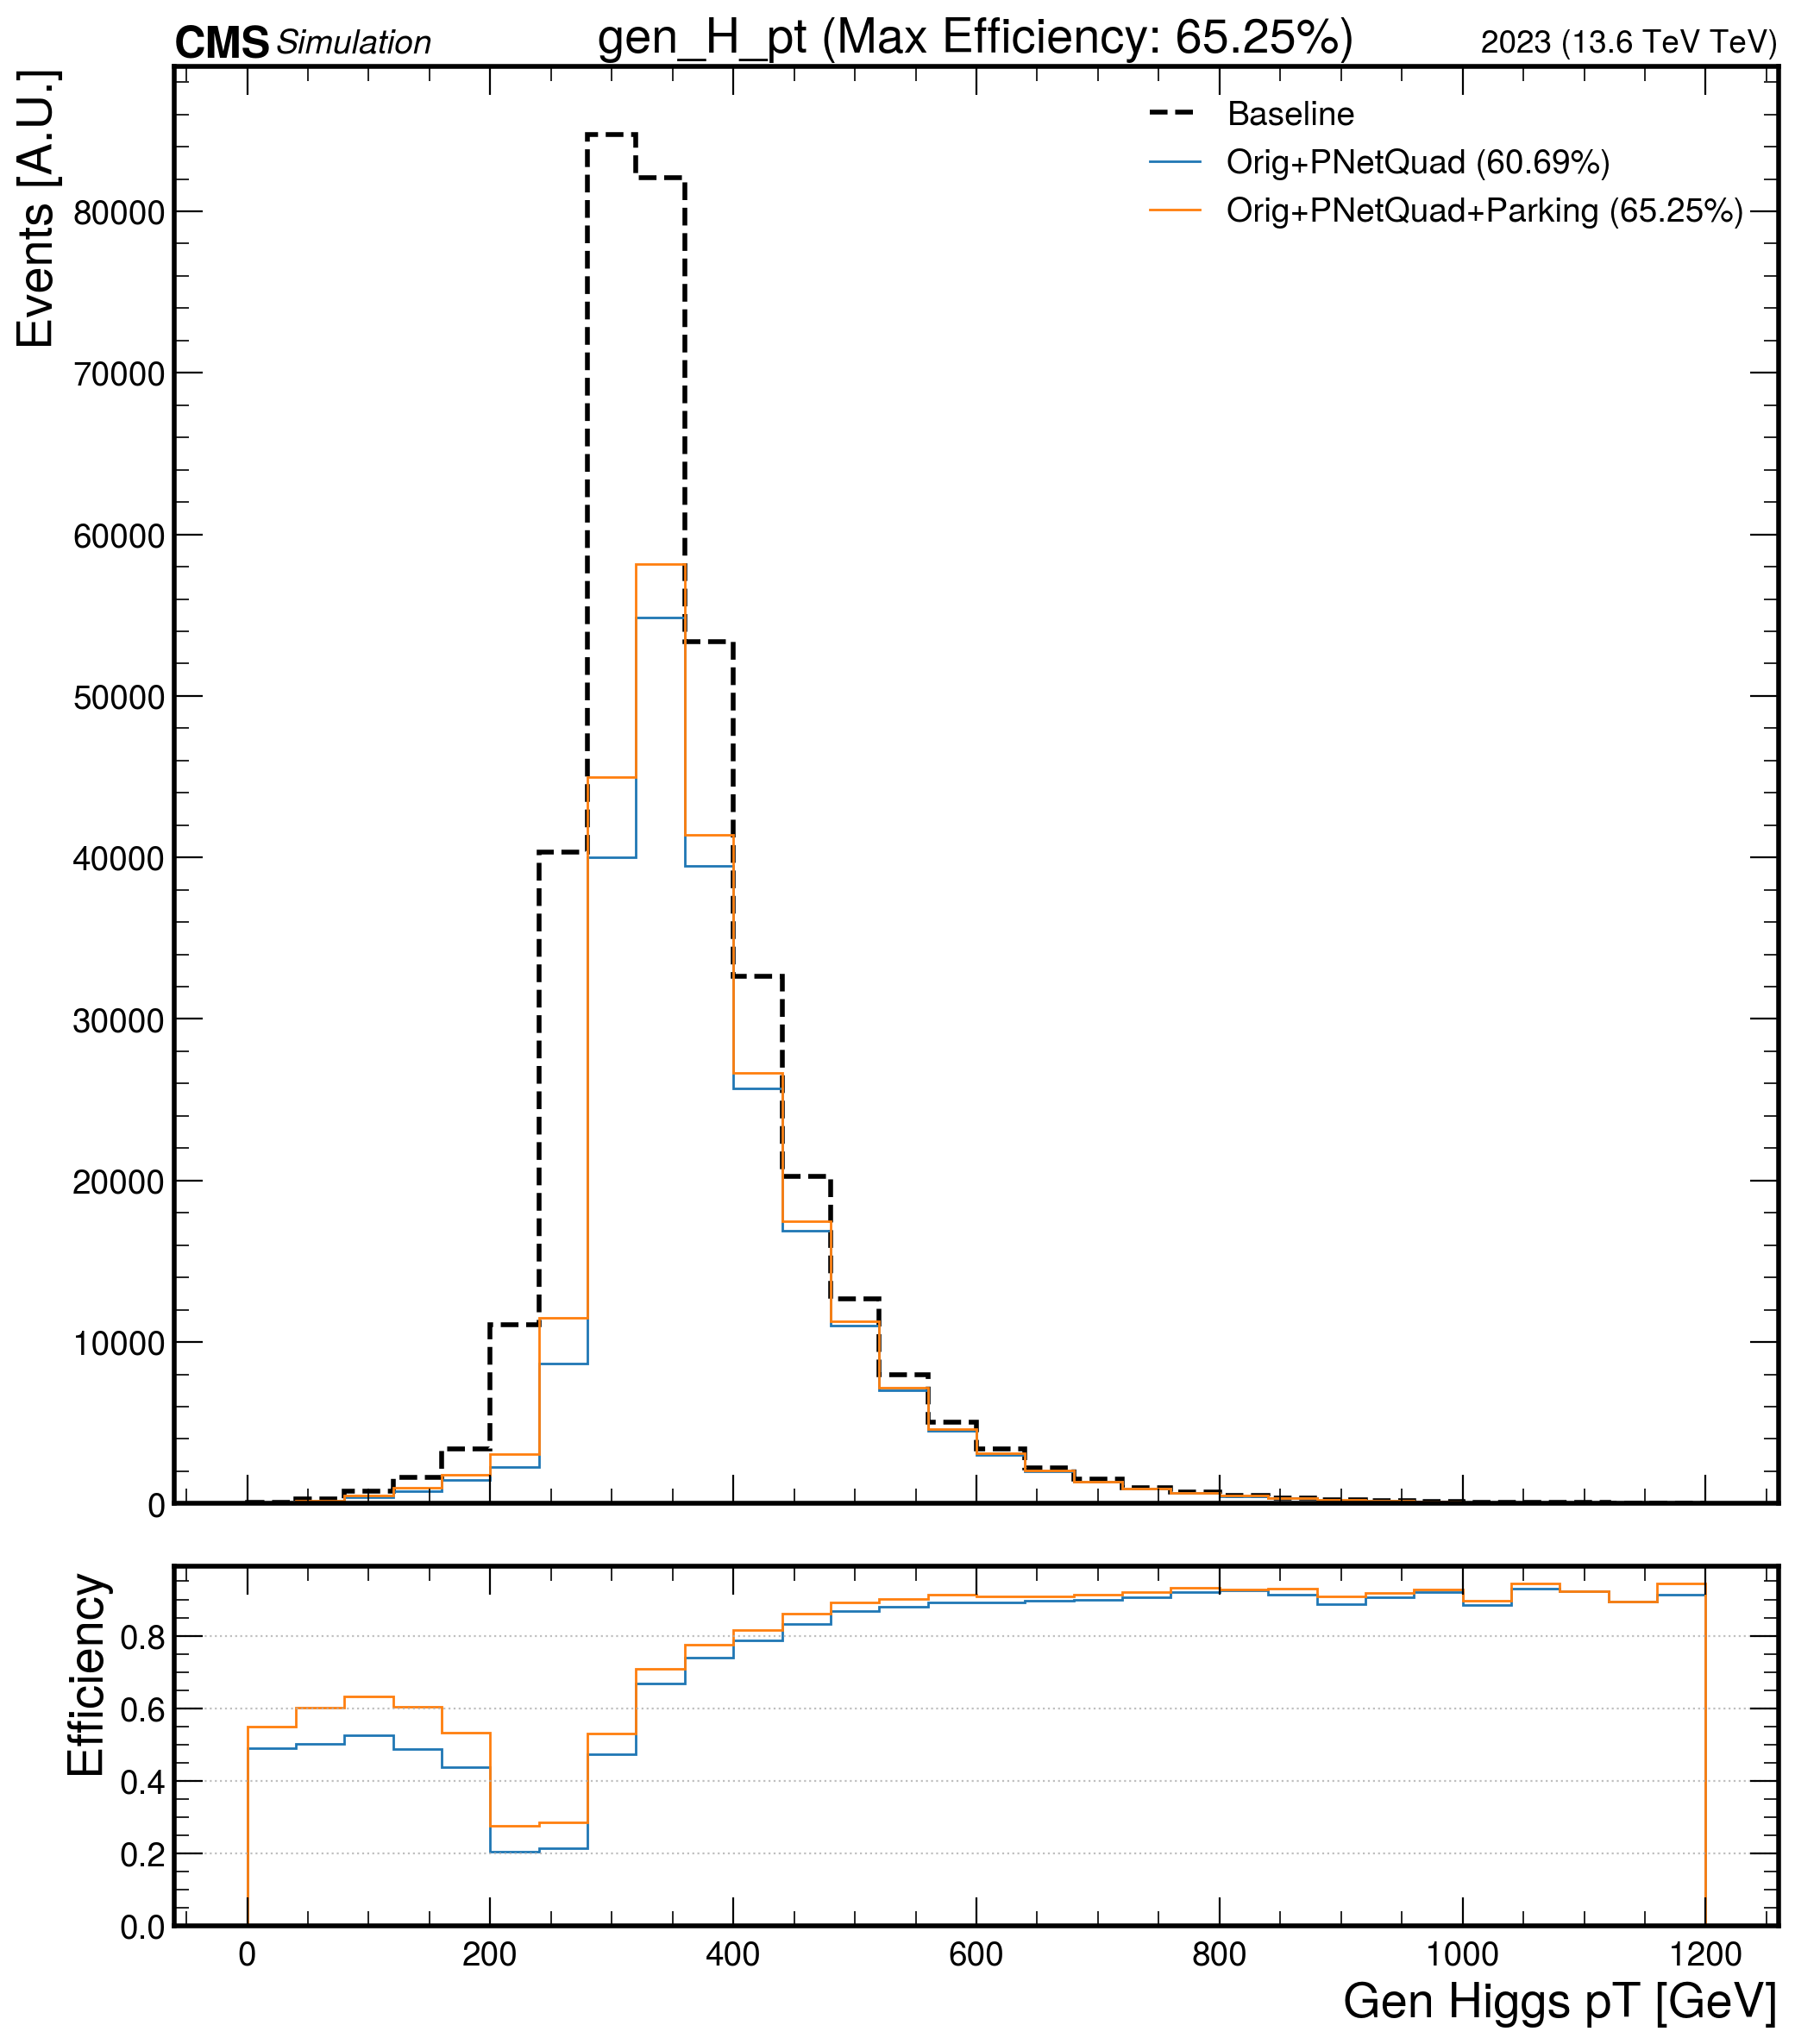 CMS Simulation gen_H_pt (Max Efficiency: 65.25%) 2023 (13.6 TeV TeV)
Events [A.U.]
Baseline
Orig+PNetQuad (60.69%)
Orig+PNetQuad+Parking (65.25%)
80000
70000
60000
50000
40000
30000
20000
10000
0
Efficiency
0.8
0.6
0.4
0.2
0.0
0 200 400 600 800 1000 1200
Gen Higgs pT [GeV]